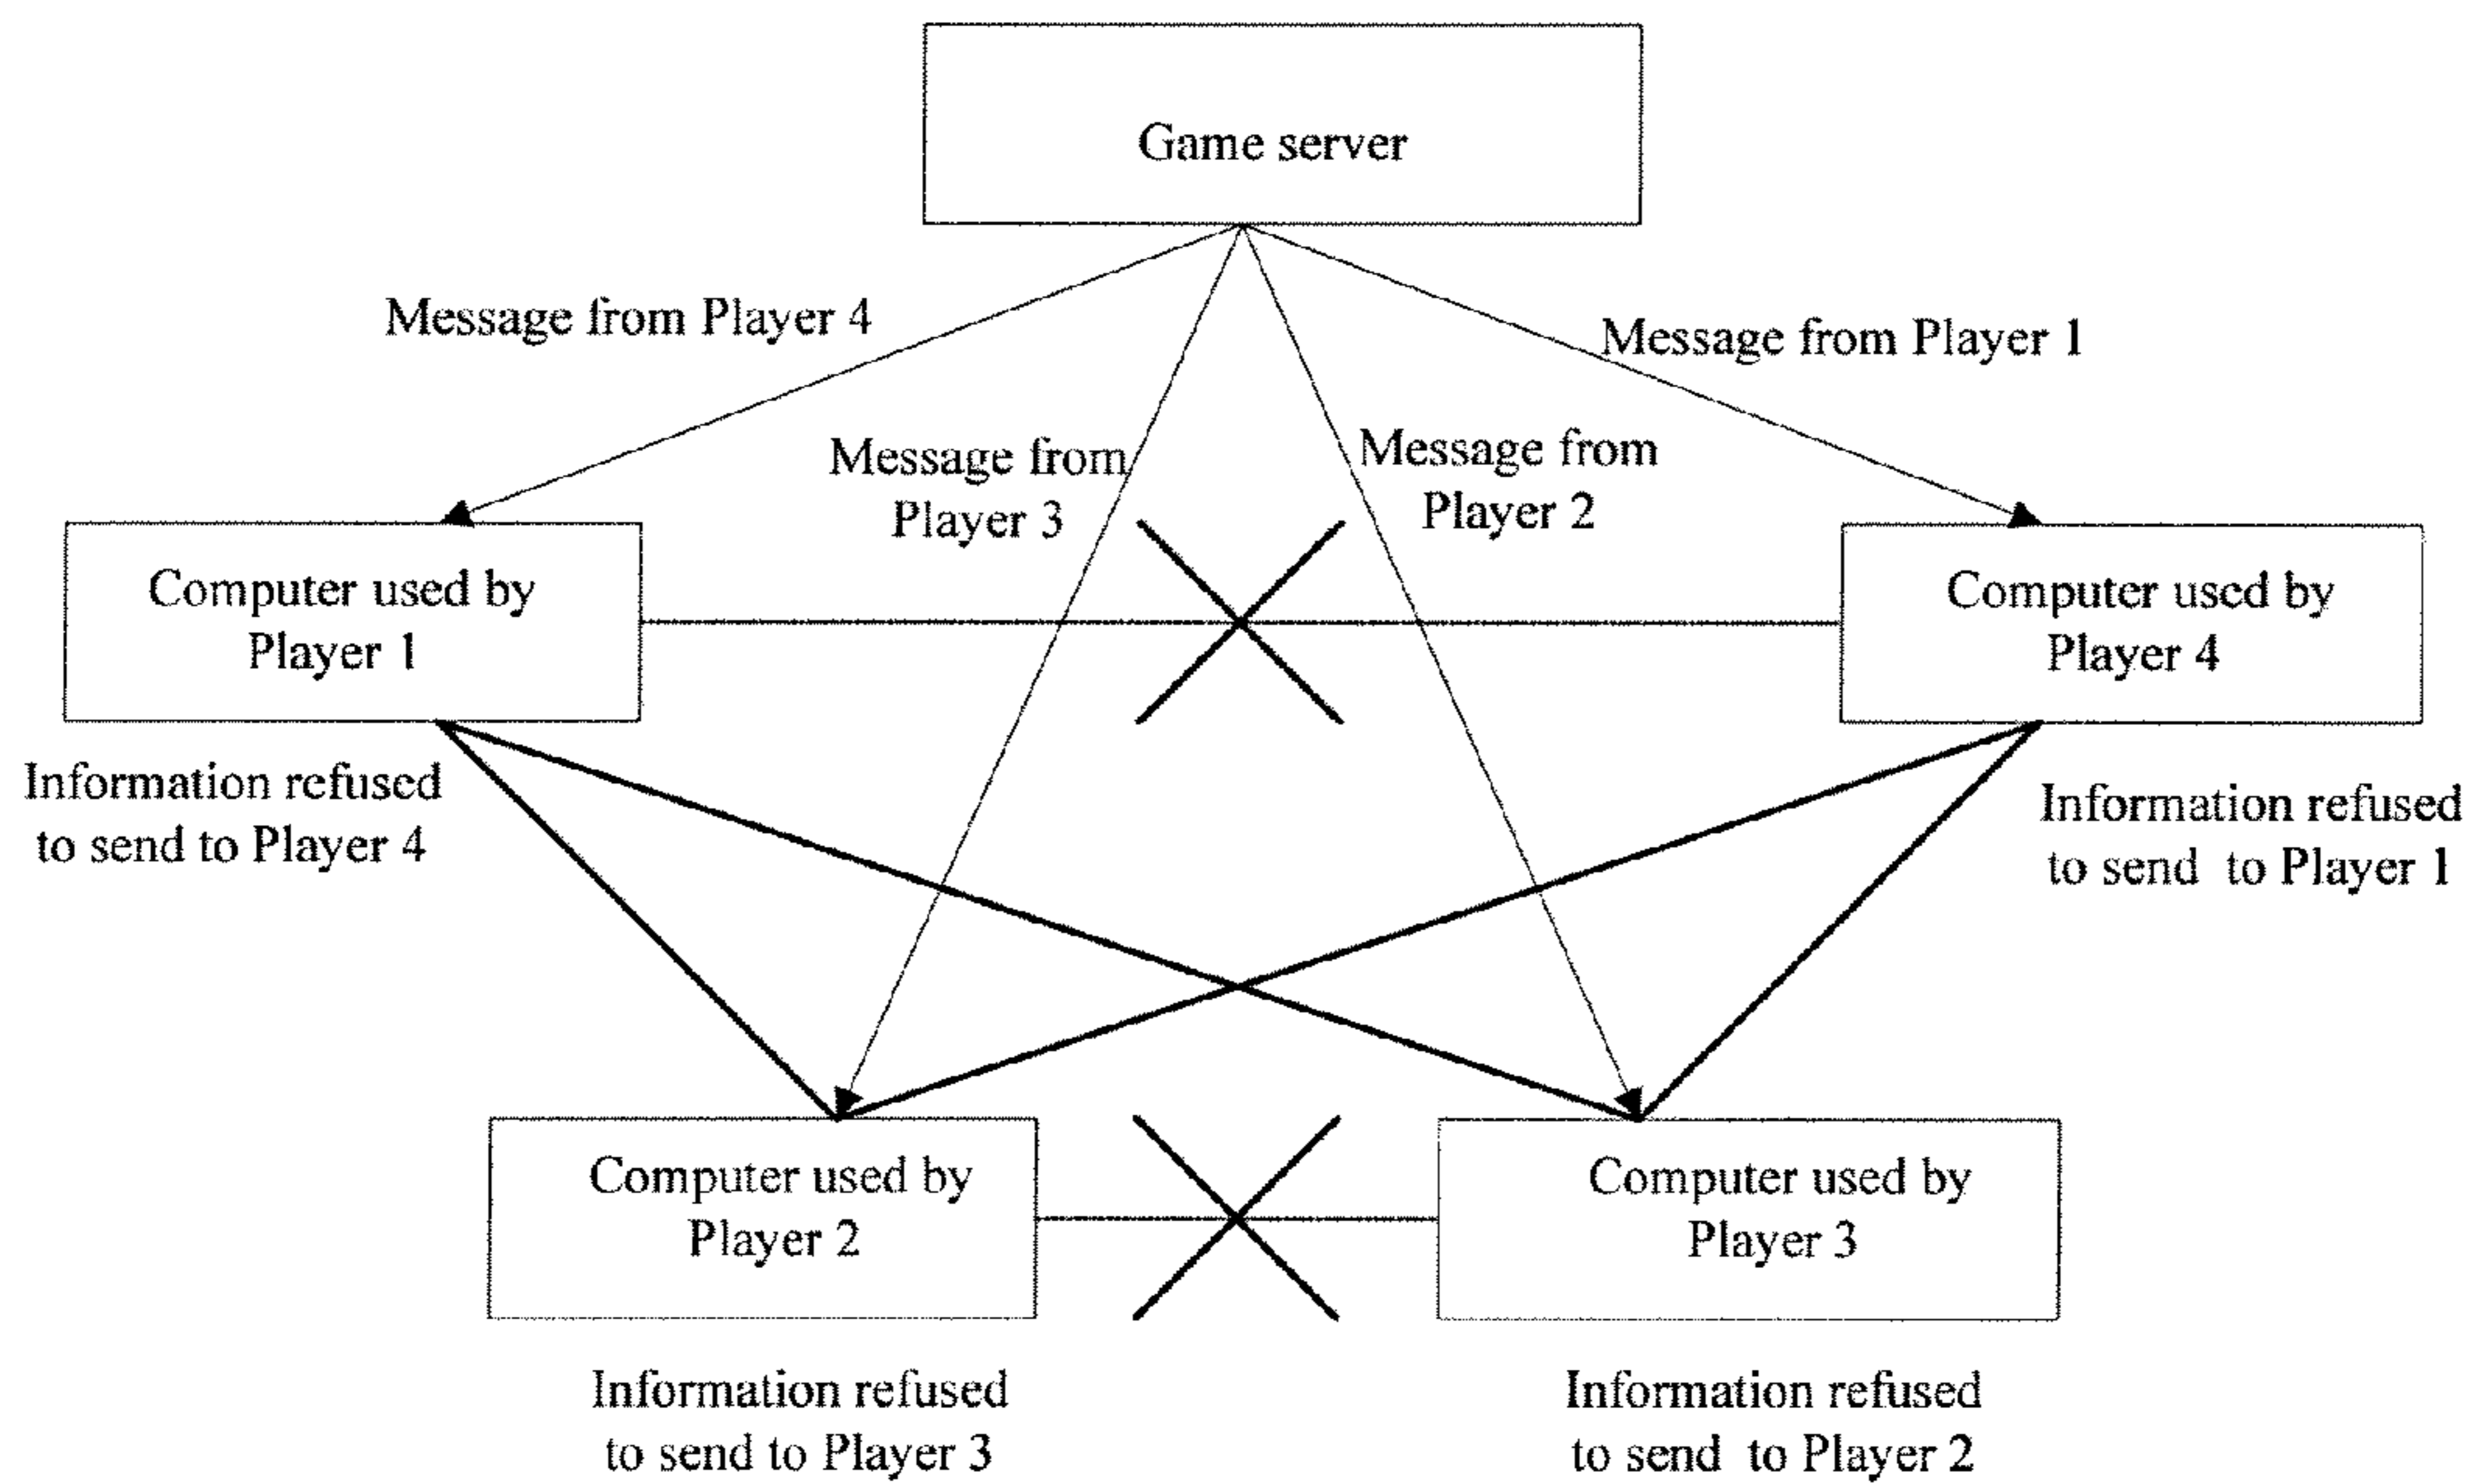 Game server
Message from Player 4
Message from Player 1
Message from
Player 3
Message from
Player 2
Computer used by
Player 1
Computer used by
Player 4
Information refused
to send to Player 4
Information refused
to send to Player 1
Computer used by
Player 2
Computer used by
Player 3
Information refused
to send to Player 3
Information refused
to send to Player 2